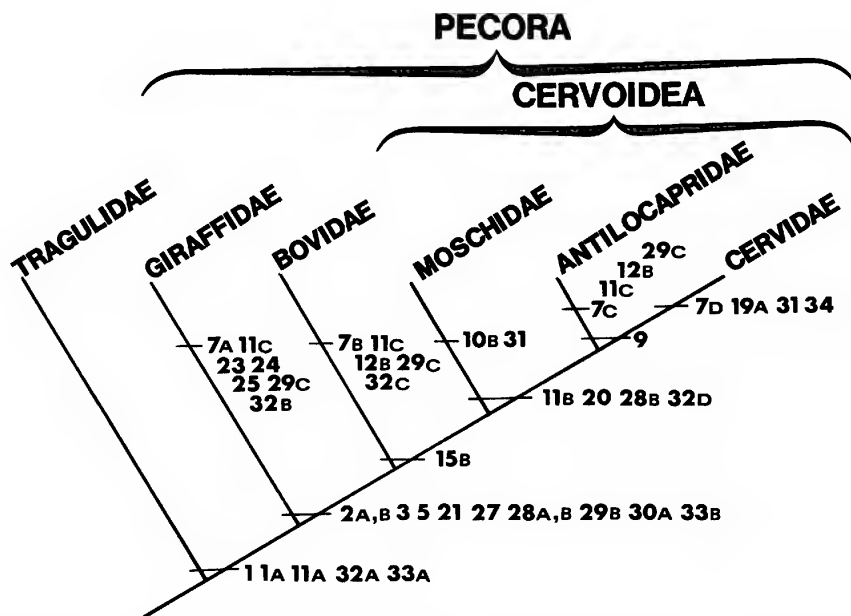 PECORA
CERVOIDEA
TRAGULIDAE
GIRAFFIDAE
BOVIDAE
MOSCHIDAE
ANTILOCAPRIDAE
CERVIDAE
7A 11C
23 24
25 29C
32B
7B 11C
12B 29C
32C
10B 31
29C
12B
11C
7C
7D 19A 31 34
9
11B 20 28B 32D
15B
2A,B 3 5 21 27 28A,B 29B 30A 33B
1 1A 11A 32A 33A